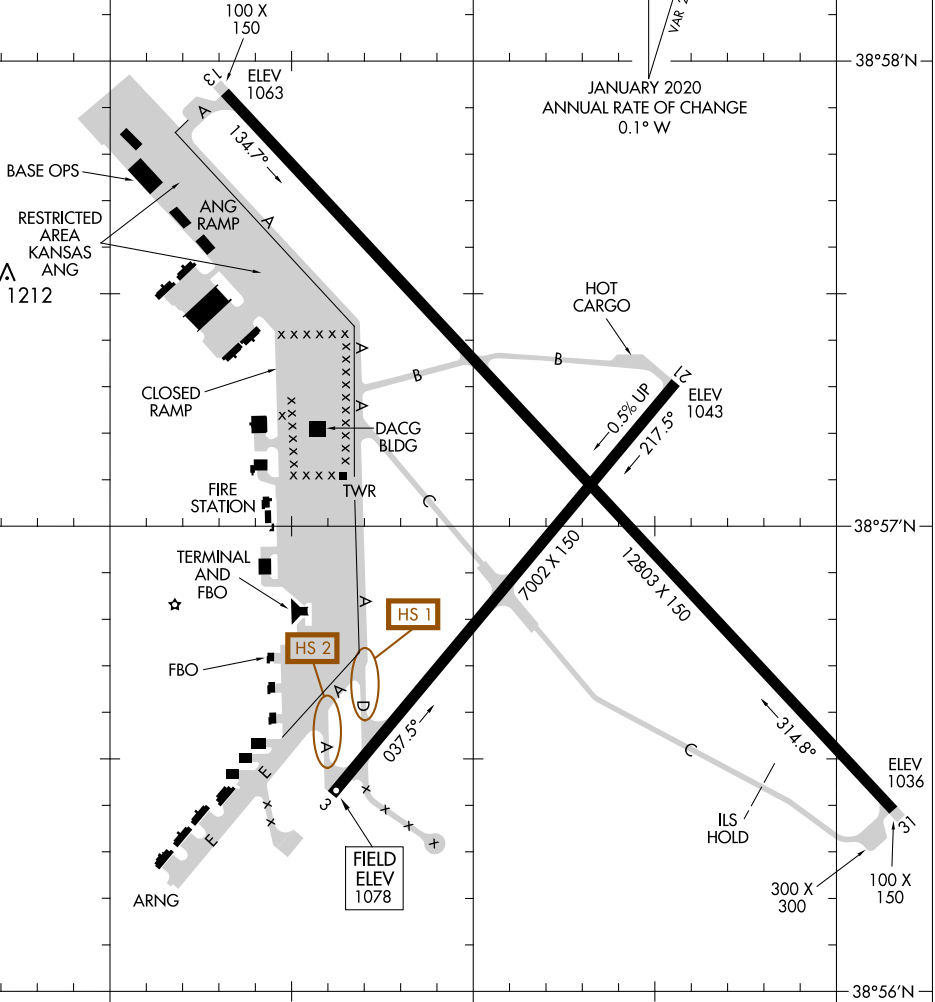 100 X
150
VAR
13
ELEV
1063
38°58'N
JANUARY 2020
ANNUAL RATE OF CHANGE
0.1° W
A
134.7°
BASE OPS
ANG
RAMP
A
RESTRICTED
AREA
KANSAS
ANG
1212
HOT
CARGO
X X X X X X
A
B
B
21
CLOSED
RAMP
ELEV
1043
0.5% UP
217.5°
A
DACG
BLDG
X X X X X
TWR
FIRE
STATION
C
38°57'N
7002 X 150
12803 X 150
TERMINAL
AND
FBO
A
HS 1
HS 2
FBO
A
D
A
037.5°
C
314.8°
E
ELEV
1036
31
ILS
HOLD
3
E
FIELD
ELEV
1078
300 X
300
100 X
150
ARNG
38°56'N